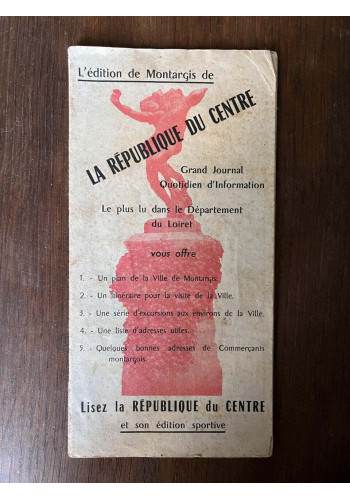 L'édition de Montargis de
LA RÉPUBLIQUE DU CENTRE
Grand Journal
Quotidien d'Information
Le plus lu dans le Département
du Loiret
vous offre
1. - Un plan de la Ville de Montargis.
2. - Un itinéraire pour la visite de la Ville.
3. - Une série d'excursions aux environs de la Ville.
4. - Une liste d'adresses utiles.
5. - Quelques bonnes adresses de Commerçants
montargois.
Lisez la RÉPUBLIQUE du CENTRE
et son édition sportive